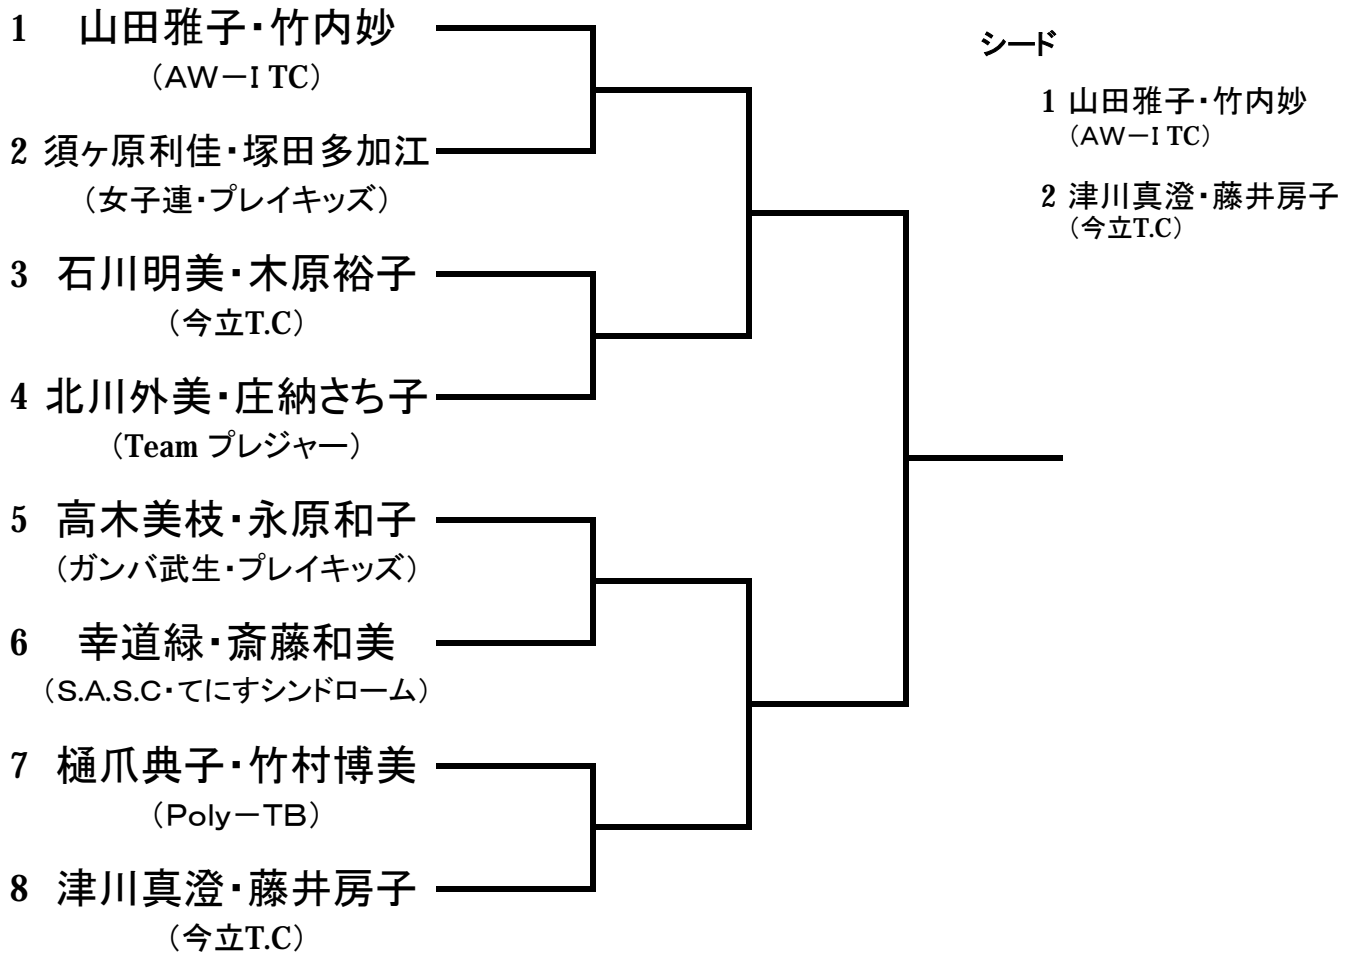 1 山田雅子・竹内妙
（AW－I TC）
2 須ヶ原利佳・塚田多加江
（女子連・プレイキッズ）
3 石川明美・木原裕子
（今立T.C）
4 北川外美・庄納さち子
（Team プレジャー）
5 高木美枝・永原和子
（ガンバ武生・プレイキッズ）
6 幸道緑・斎藤和美
（S.A.S.C・てにすシンドローム）
7 樋爪典子・竹村博美
（Poly－TB）
8 津川真澄・藤井房子
（今立T.C）
シード
1 山田雅子・竹内妙
（AW－I TC）
2 津川真澄・藤井房子
（今立T.C）